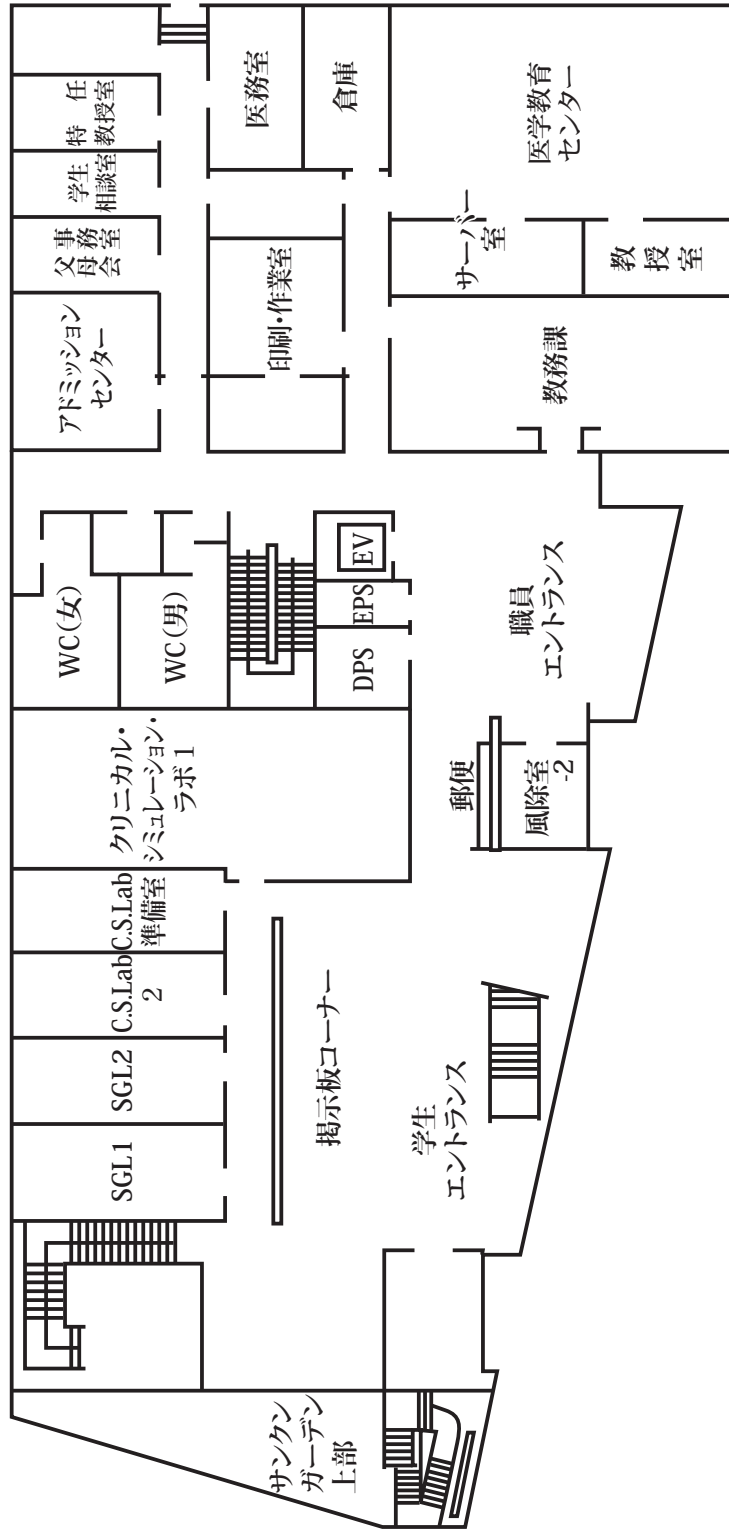 SGL1
SGL2
C.S.Lab
2
C.S.Lab
準備室
クリニカル・
シミュレーション・
ラボ1
WC(女)
WC(男)
アドミッション
センター
父母会
事務室
学生
相談室
特任
教授室
医務室
倉庫
印刷・作業室
DPS
EPS
EV
サンケン
ガーデン
上部
掲示板コーナー
学生
エントランス
郵便
風除室
-2
職員
エントランス
教務課
サーバー
室
教授室
医学教育
センター